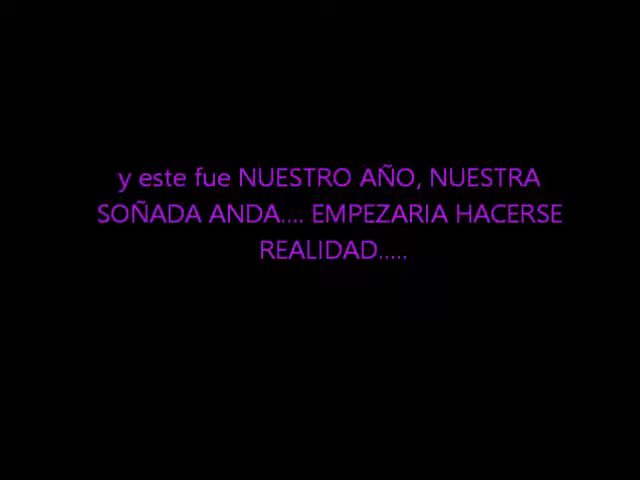 y este fue NUESTRO AÑO, NUESTRA
SOÑADA ANDA.... EMPEZARIA HACERSE
REALIDAD.....